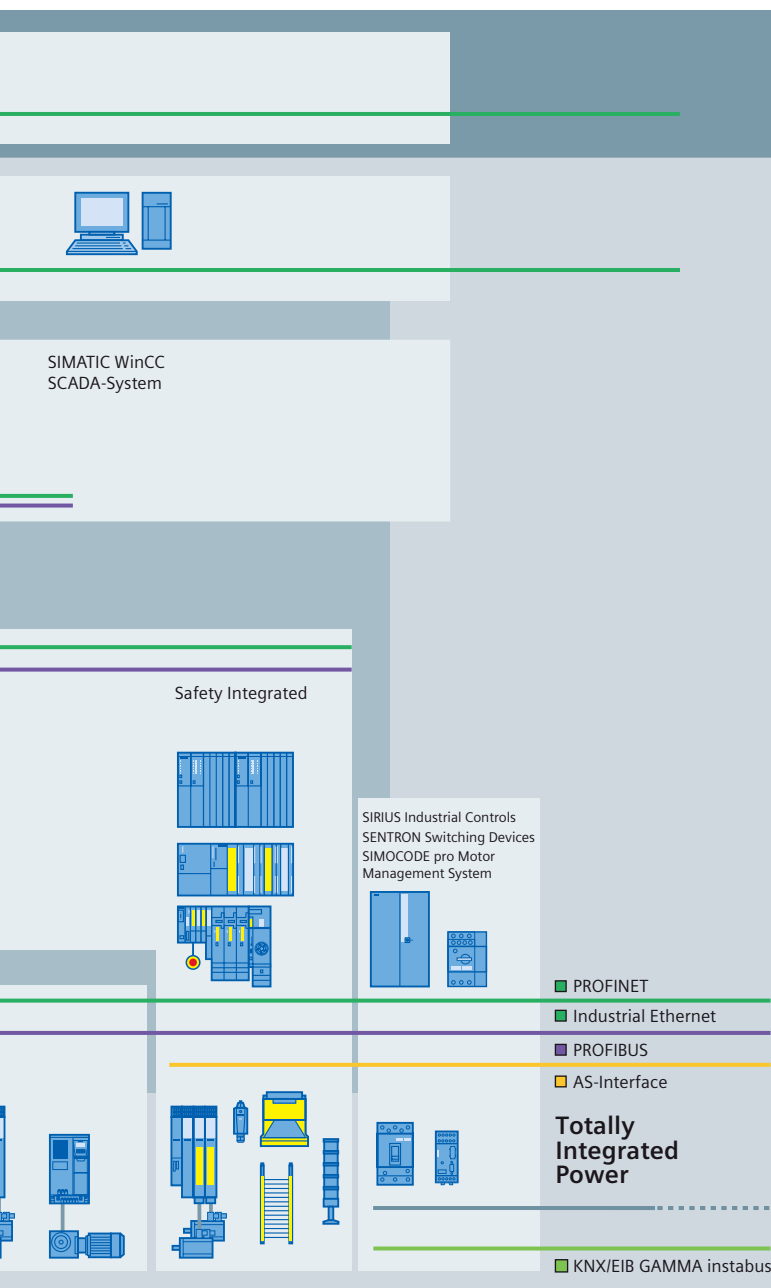 SIMATIC WinCC
SCADA-System
Safety Integrated
SIRIUS Industrial Controls
SENTRON Switching Devices
SIMOCODE pro Motor
Management System
PROFINET
Industrial Ethernet
PROFIBUS
AS-Interface
Totally
Integrated
Power
KNX/EIB GAMMA instabus